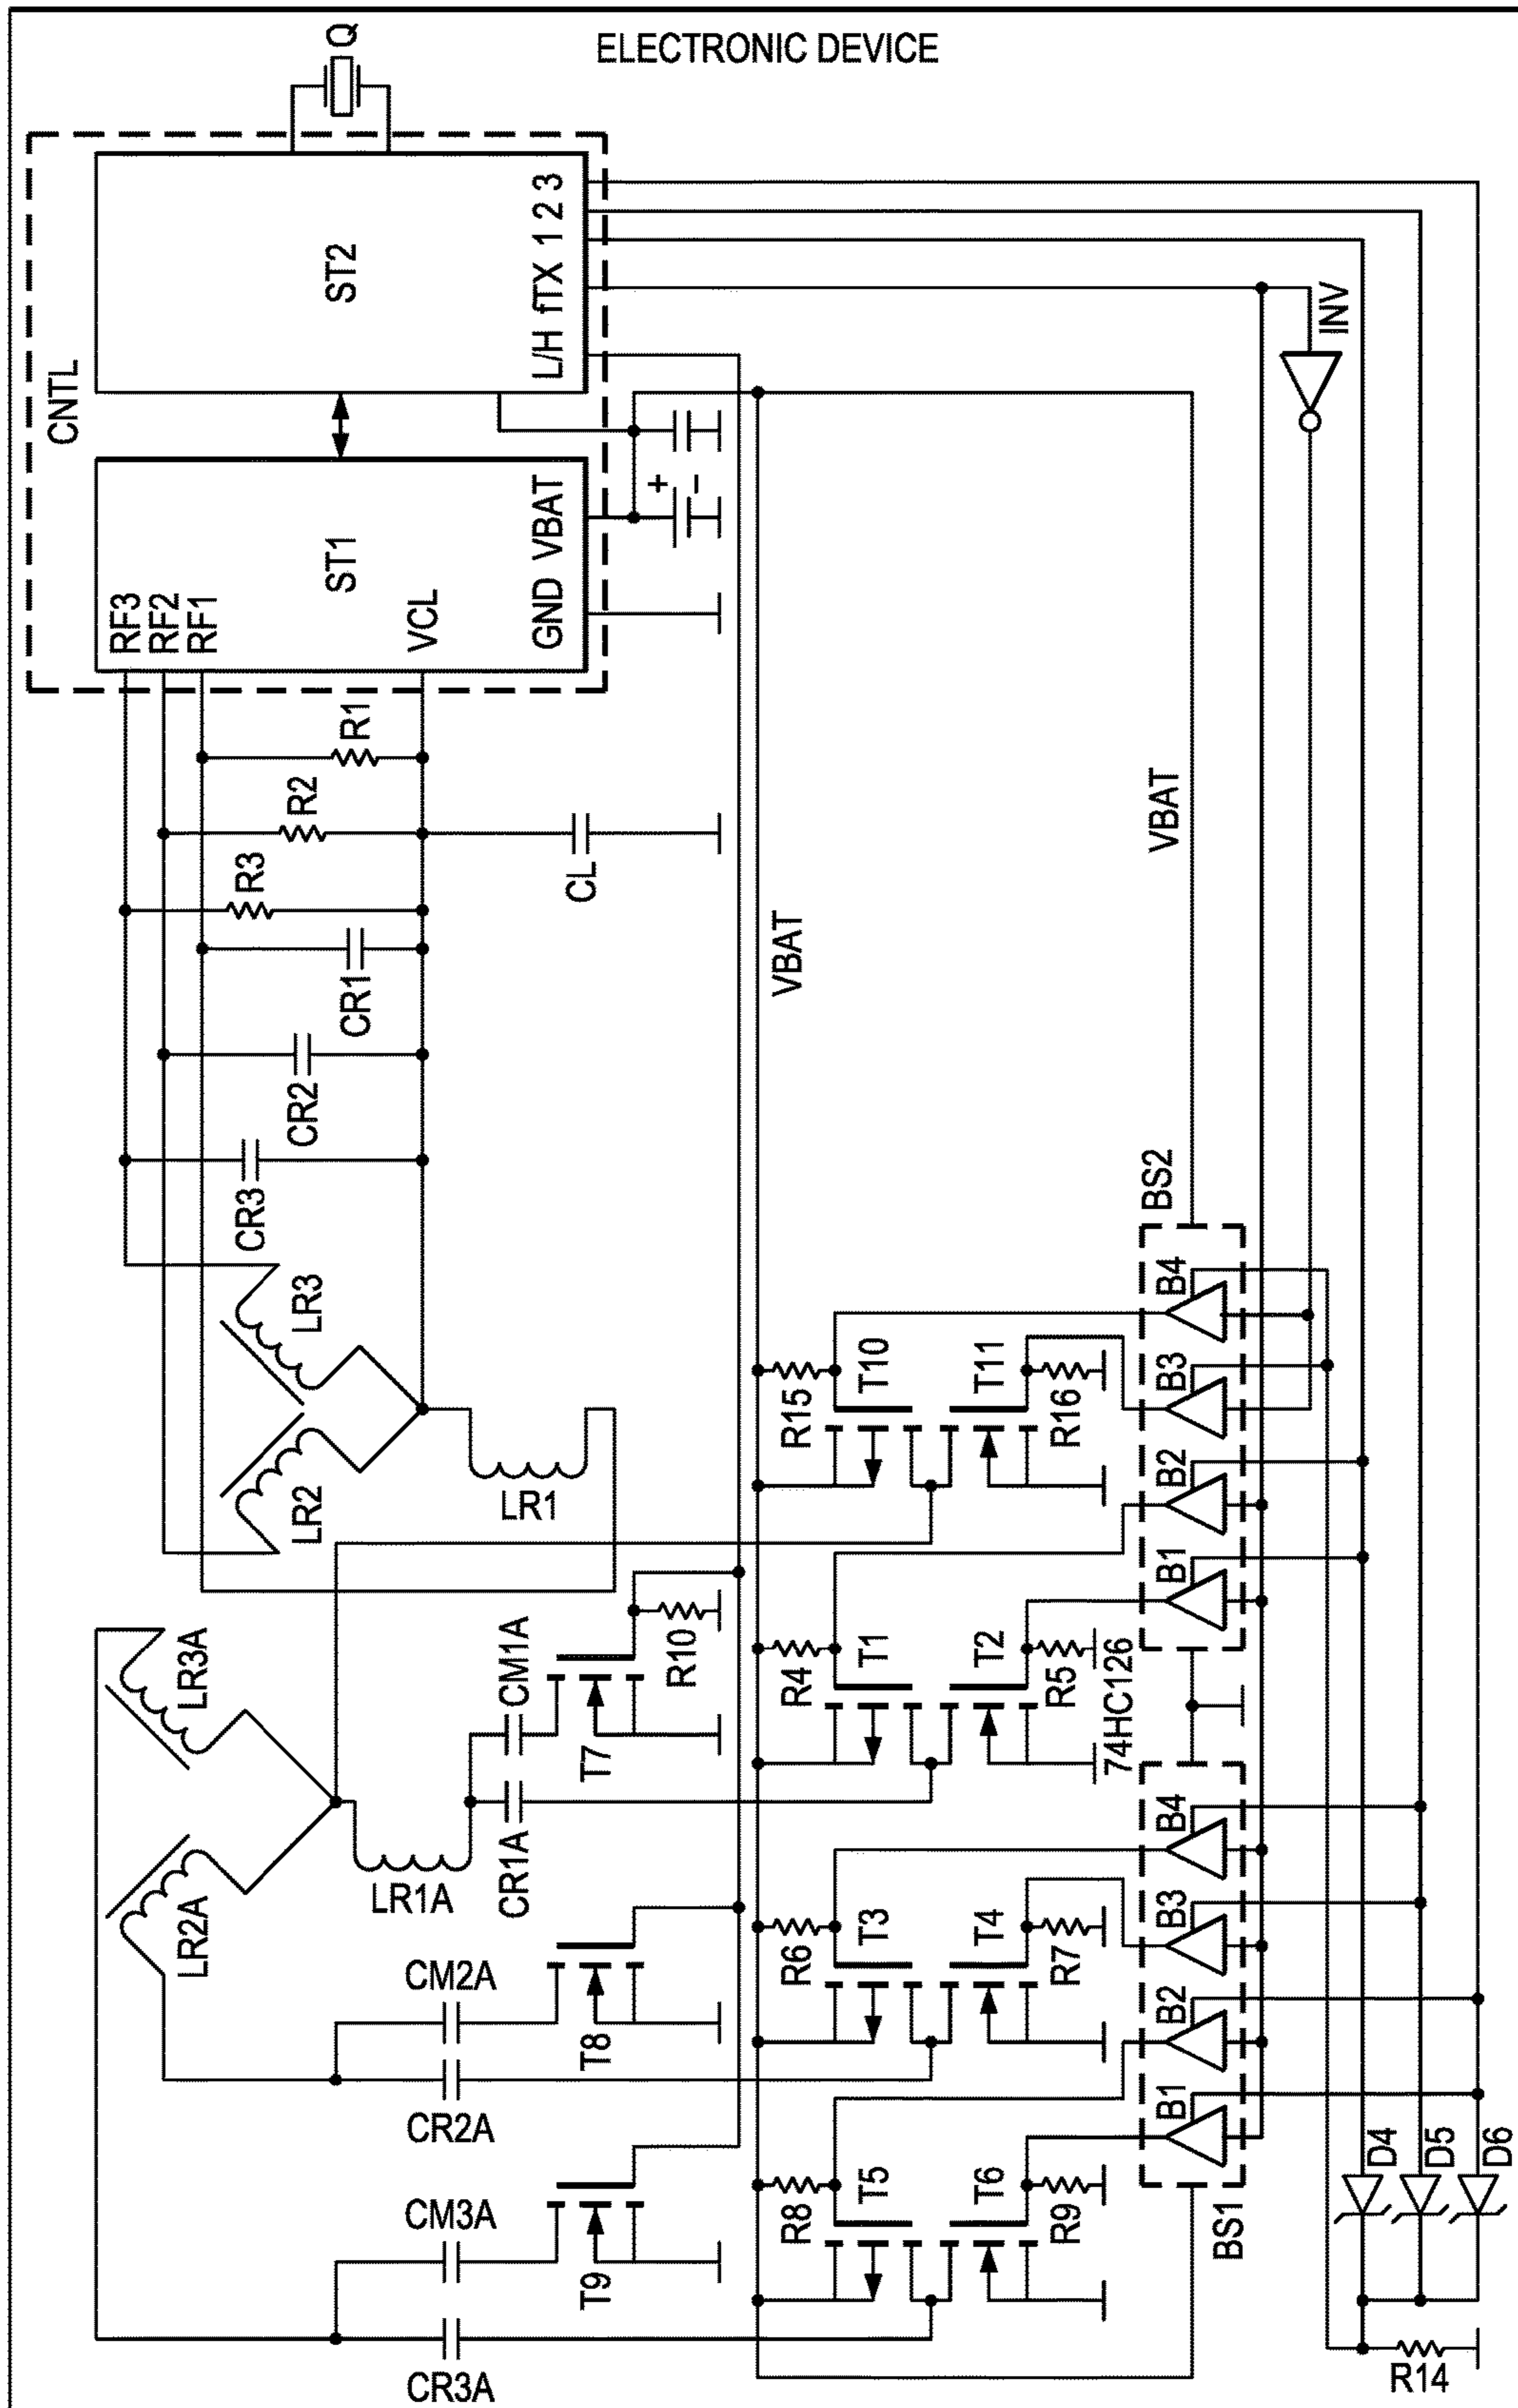 ELECTRONIC DEVICE
Q
CNTL
ST2
L/H fTX 1 2 3
ST1
RF3
RF2
RF1
VCL
GND VBAT
+
-
INV
R1
R2
R3
CL
CR1
CR2
CR3
VBAT
VBAT
LR3
LR2
LR1
BS2
B4
B3
B2
B1
R15
T10
T11
R16
LR3A
LR2A
LR1A
CM1A
CR1A
T7
R10
R4
T1
T2
R5
74HC126
CM2A
CR2A
T8
R6
T3
T4
R7
B4
B3
B2
B1
BS1
CM3A
CR3A
T9
R8
T5
T6
R9
D4
D5
D6
R14